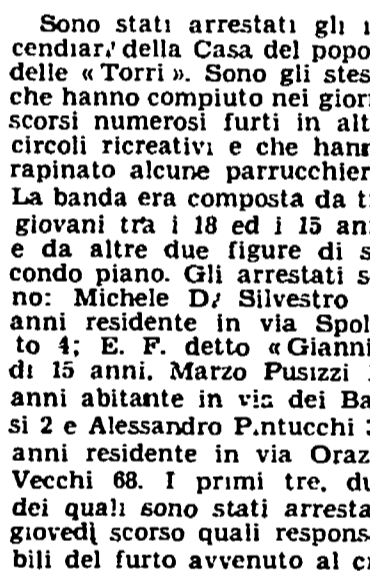 Sono stati arrestati gli i
cendiari della Casa del popo
delle « Torri ». Sono gli stes
che hanno compiuto nei gior
scorsi numerosi furti in alt
circoli ricreativi e che hann
rapinato alcune parrucchier
La banda era composta da t
giovani tra i 18 ed i 15 an
e da altre due figure di s
condo piano. Gli arrestati s
no: Michele Di Silvestro
anni residente in via Spol
to 4; E. F. detto « Gianni
di 15 anni. Marzo Pusizzi
anni abitante in via dei Ba
si 2 e Alessandro P.ntucchi
anni residente in via Oraz
Vecchi 68. I primi tre, du
dei quali sono stati arresta
giovedì scorso quali respons
bili del furto avvenuto al c